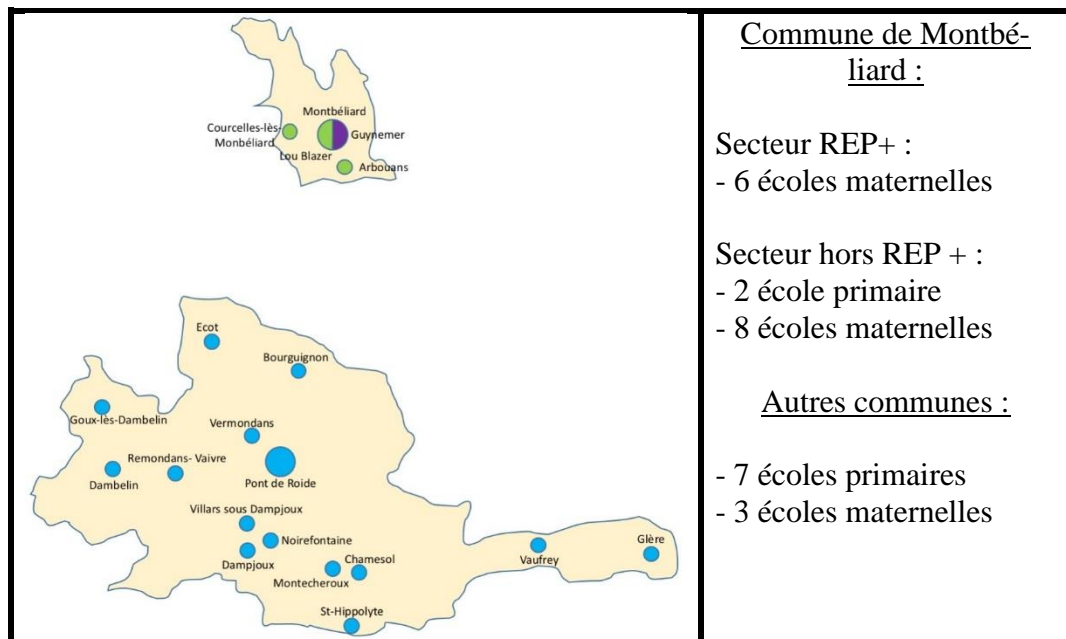 Montbéliard
Courcelles-lès-
Monbéliard
Guynemer
Lou Blazer
Arbouans
Ecot
Bourguignon
Goux-lès-Dambelin
Vermondans
Remondans- Vaivre
Dambelin
Pont de Roide
Villars sous Dampjoux
Noirefontaine
Dampjoux
Chamesol
Montecheroux
Vaufrey
Glère
St-Hippolyte
Commune de Montbé-
liard :
Secteur REP+ :
- 6 écoles maternelles
Secteur hors REP + :
- 2 école primaire
- 8 écoles maternelles
Autres communes :
- 7 écoles primaires
- 3 écoles maternelles